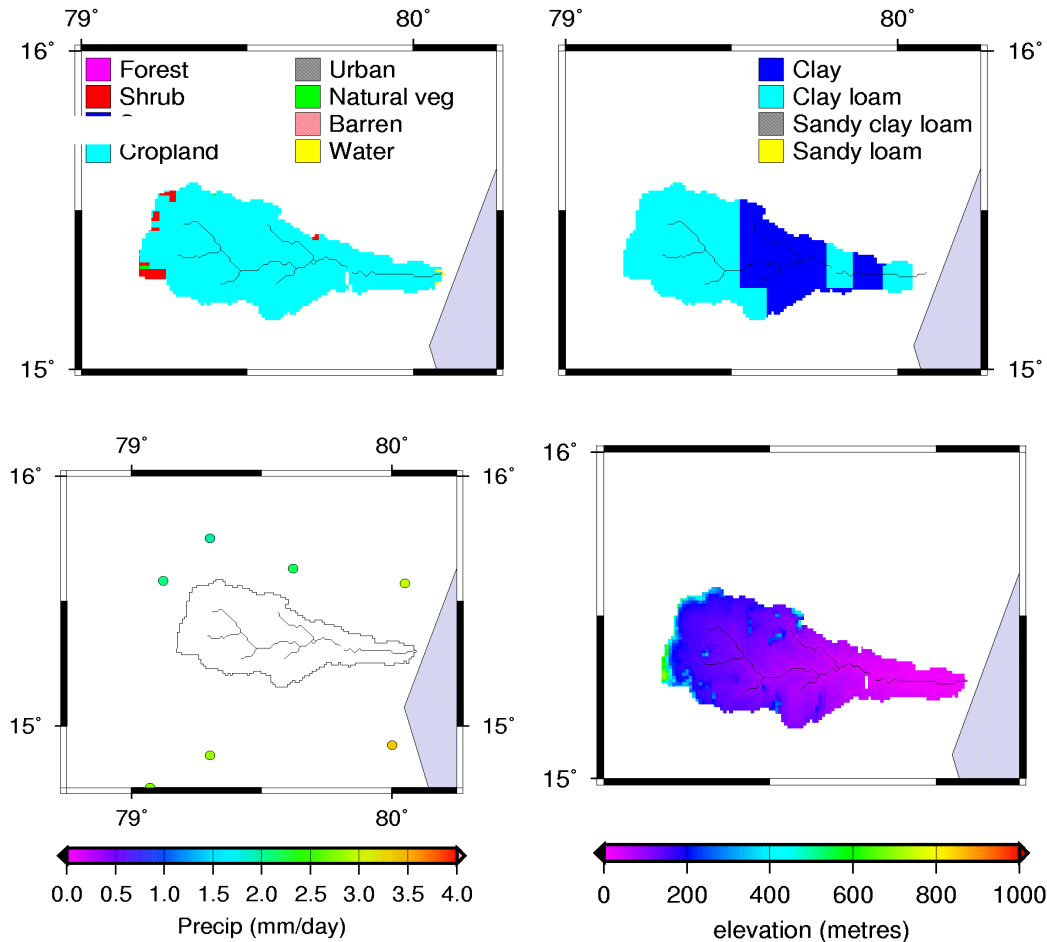 79° 80° 80°
16° 16°
Forest Urban Clay
Shrub Natural veg Clay loam
Barren Sandy clay loam
Cropland Water Sandy loam
15° 15°
79° 80°
16° 16° 16°
15° 15° 15°
79° 80°
0.0 0.5 1.0 1.5 2.0 2.5 3.0 3.5 4.0 0 200 400 600 800 1000
Precip (mm/day) elevation (metres)